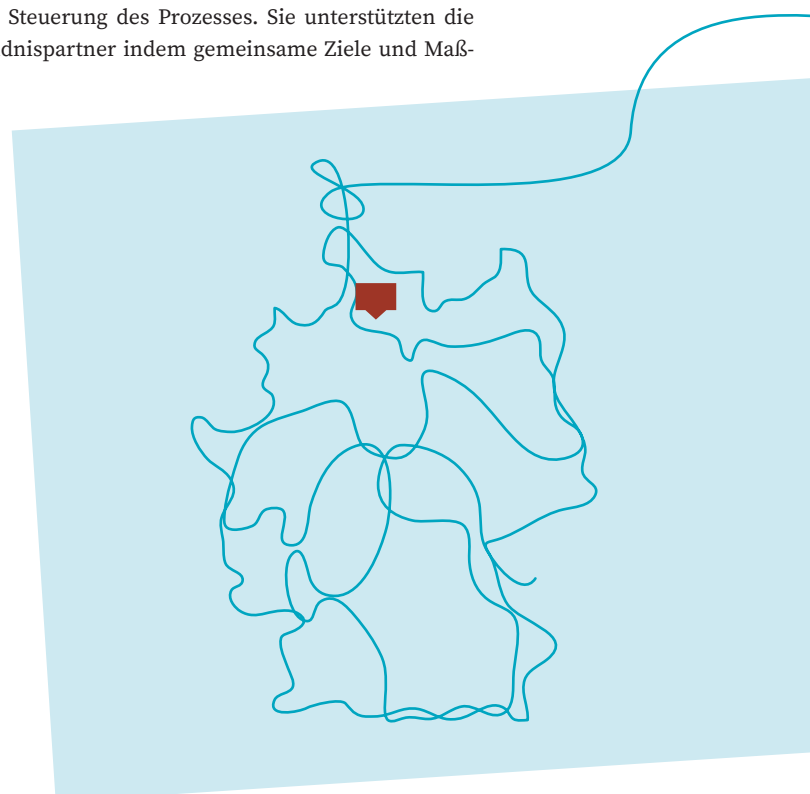 Steuerung des Prozesses. Sie unterstützten die
dnispartner indem gemeinsame Ziele und Maß-